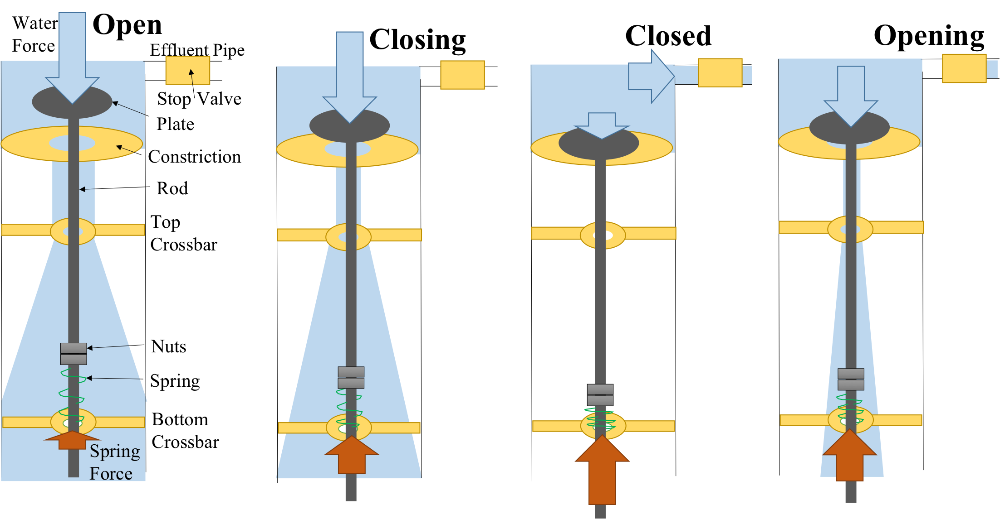 Water
Force
Open
Effluent Pipe
Stop Valve
Plate
Constriction
Rod
Top
Crossbar
Nuts
Spring
Bottom
Crossbar
Spring
Force
Closing
Closed
Opening